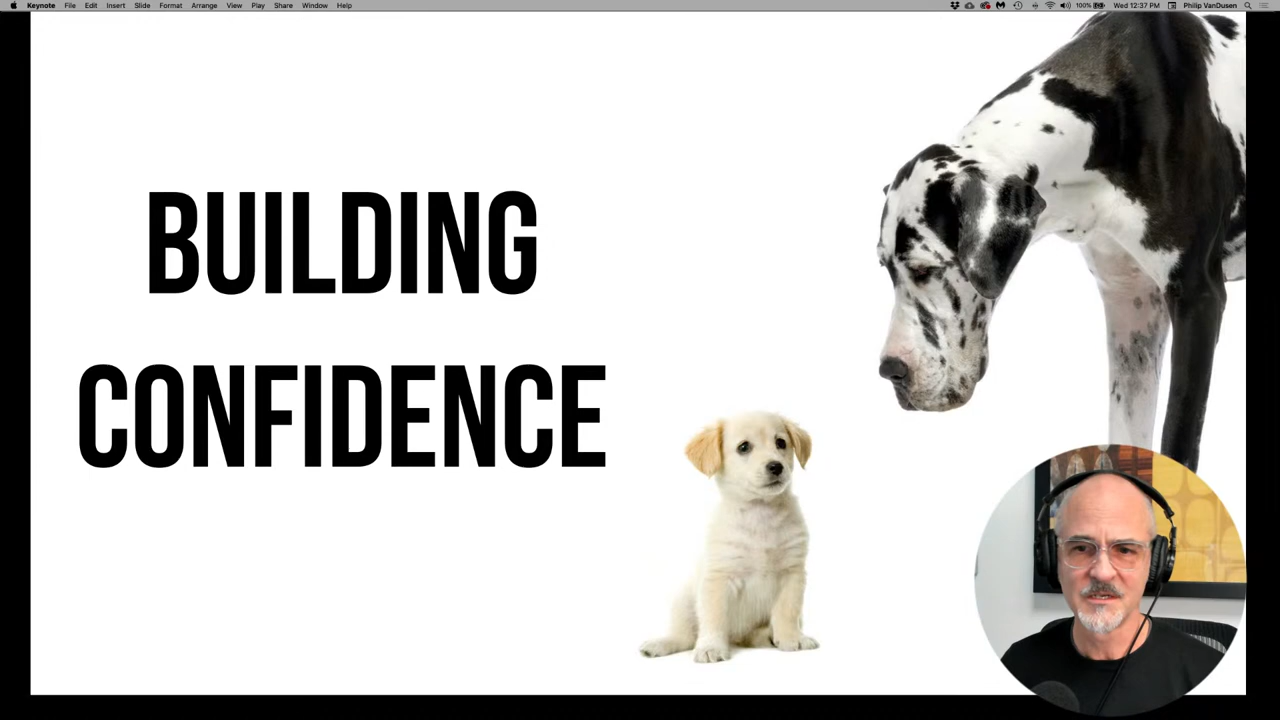 Keynote File Edit Insert Slide Format Arrange View Play Share Window Help 100% Wed 12:37 PM Philip VanDusen
BUILDING
CONFIDENCE